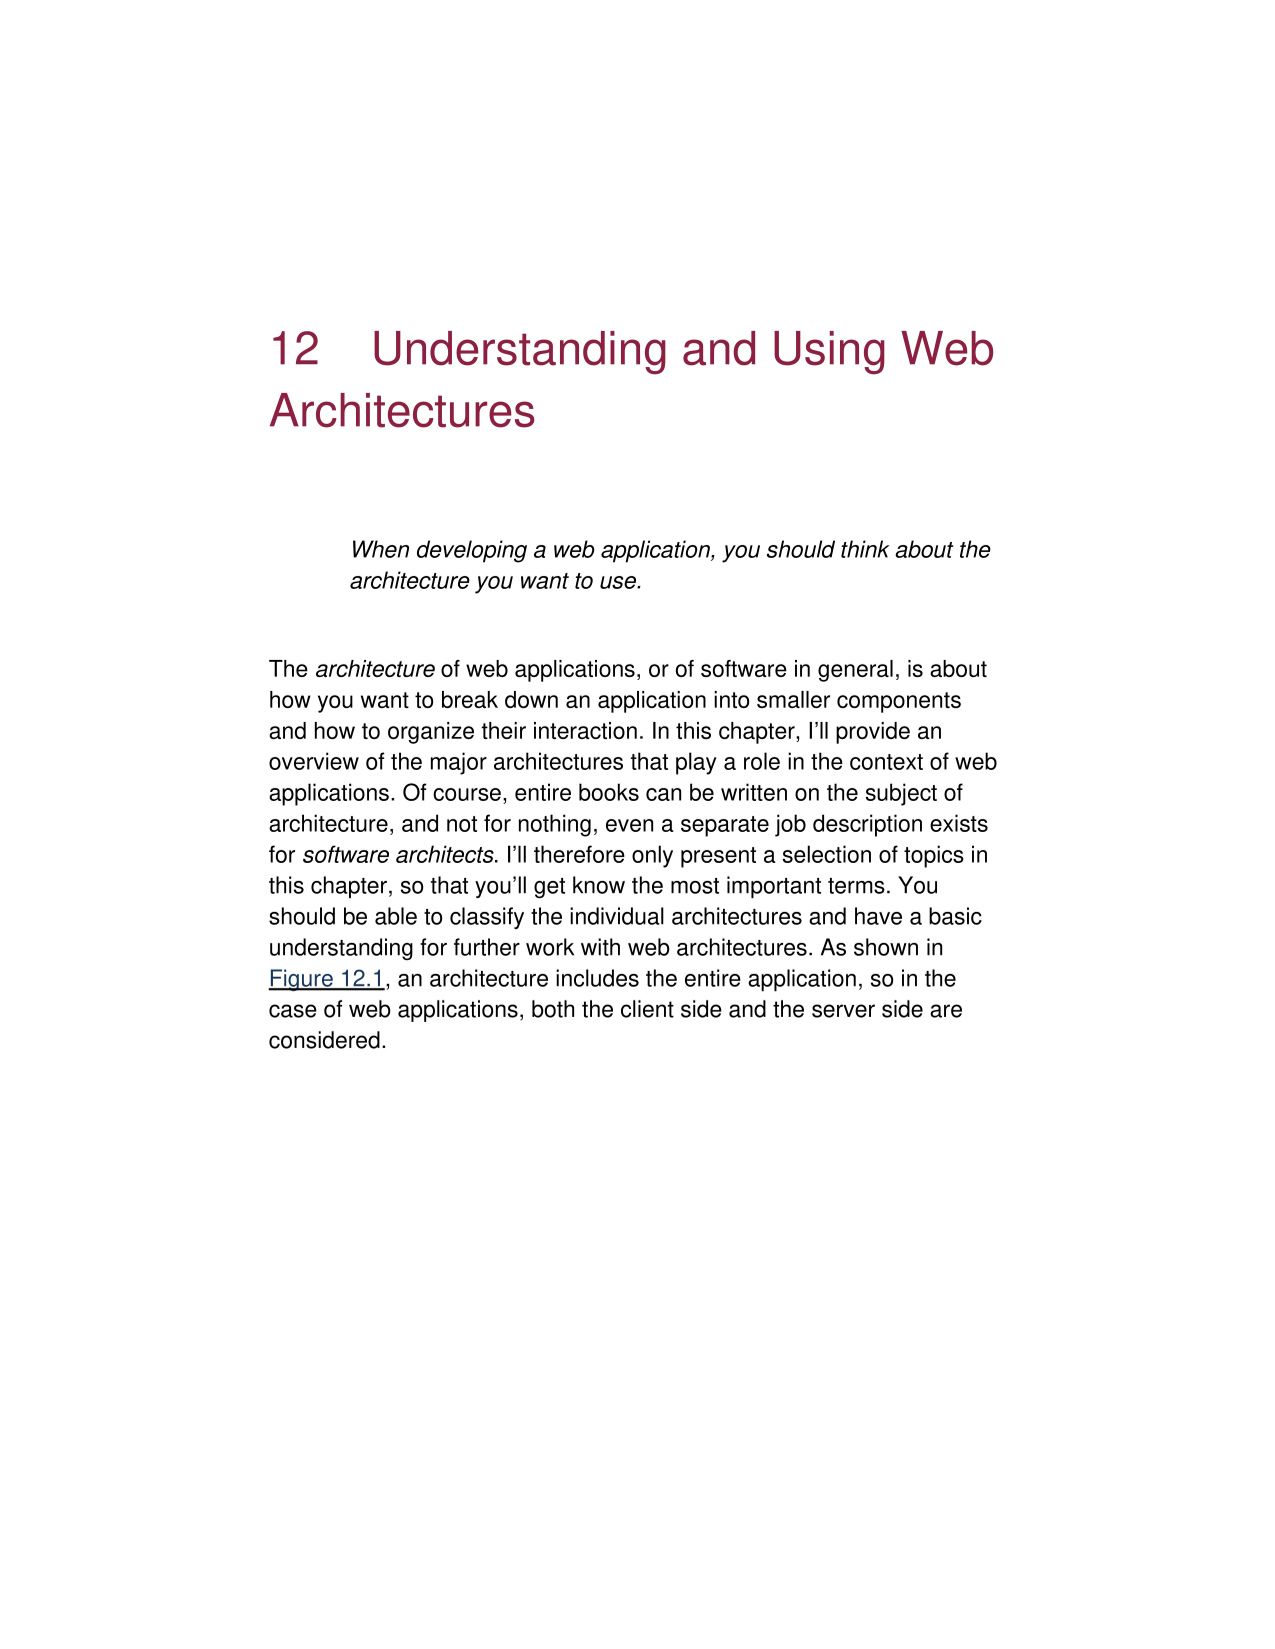 12 Understanding and Using Web
Architectures
When developing a web application, you should think about the
architecture you want to use.
The architecture of web applications, or of software in general, is about
how you want to break down an application into smaller components
and how to organize their interaction. In this chapter, I’ll provide an
overview of the major architectures that play a role in the context of web
applications. Of course, entire books can be written on the subject of
architecture, and not for nothing, even a separate job description exists
for software architects. I’ll therefore only present a selection of topics in
this chapter, so that you’ll get know the most important terms. You
should be able to classify the individual architectures and have a basic
understanding for further work with web architectures. As shown in
Figure 12.1, an architecture includes the entire application, so in the
case of web applications, both the client side and the server side are
considered.